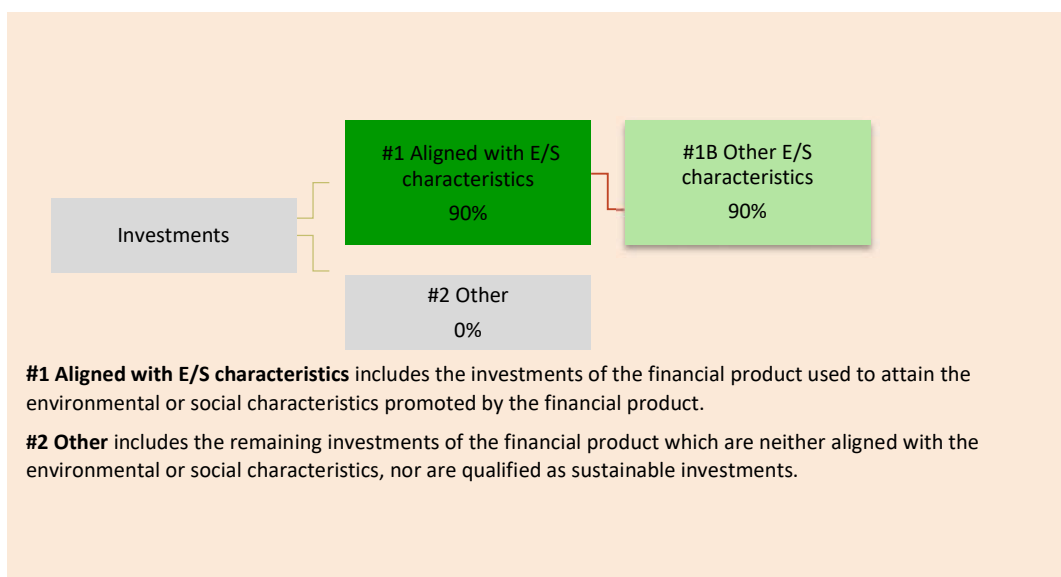 #1 Aligned with E/S
characteristics
90%
#1B Other E/S
characteristics
90%
Investments
#2 Other
0%
#1 Aligned with E/S characteristics includes the investments of the financial product used to attain the
environmental or social characteristics promoted by the financial product.
#2 Other includes the remaining investments of the financial product which are neither aligned with the
environmental or social characteristics, nor are qualified as sustainable investments.